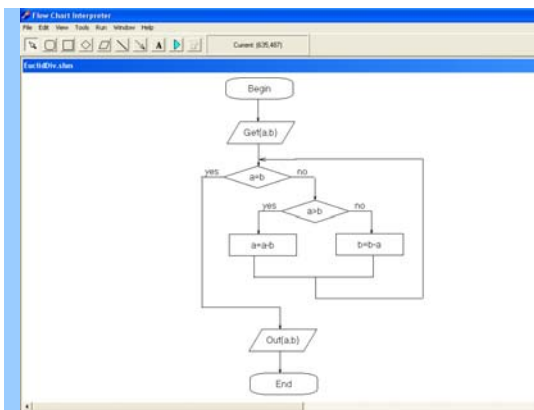 Flow Chart Interpreter
File Edit View Tools Run Window Help
A
Current (635,487)
EuclidDiv.
Begin
Get(a;b)
yes a=b no
yes a>b no
a=a-b b=b-a
Out(a;b)
End